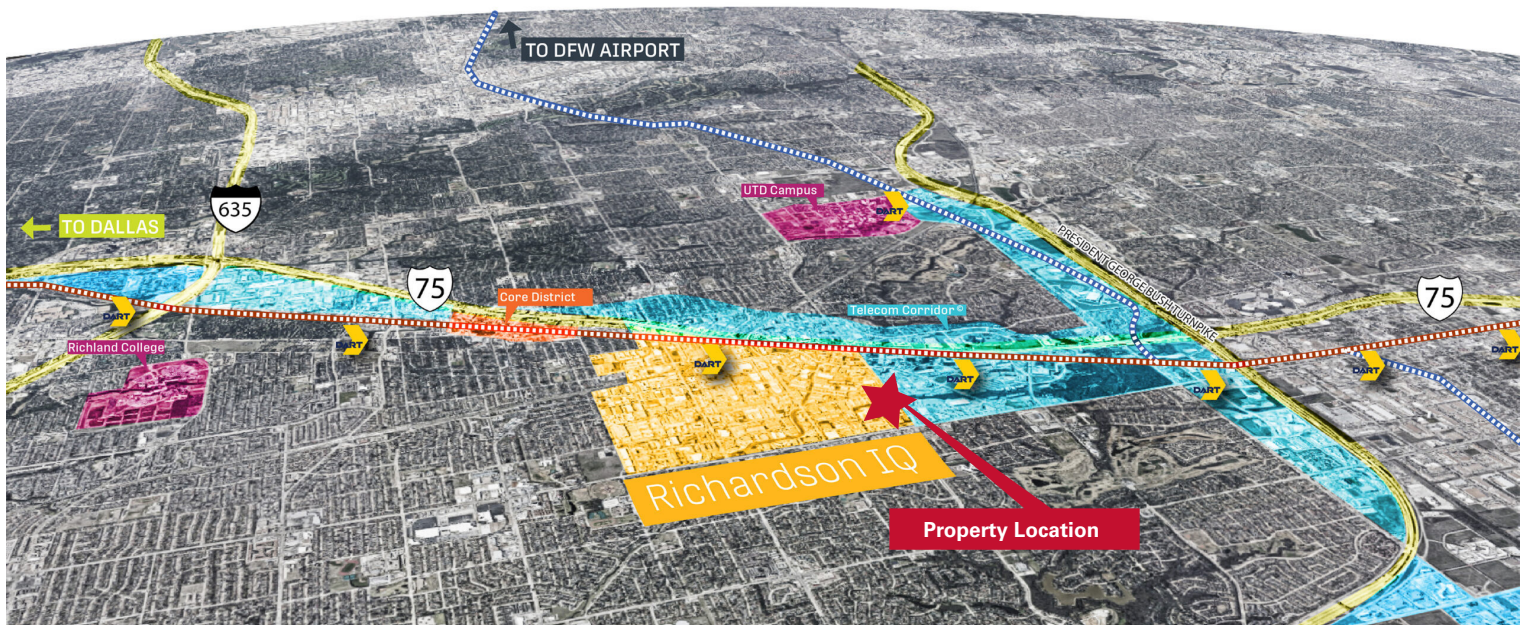 TO DFW AIRPORT
UTD Campus
DART
635
TO DALLAS
PRESIDENT GEORGE BUSH TURNPIKE
75
75
Core District
Telecom Corridor®
DART
DART
Richland College
DART
DART
DART
DART
DART
Richardson IQ
Property Location